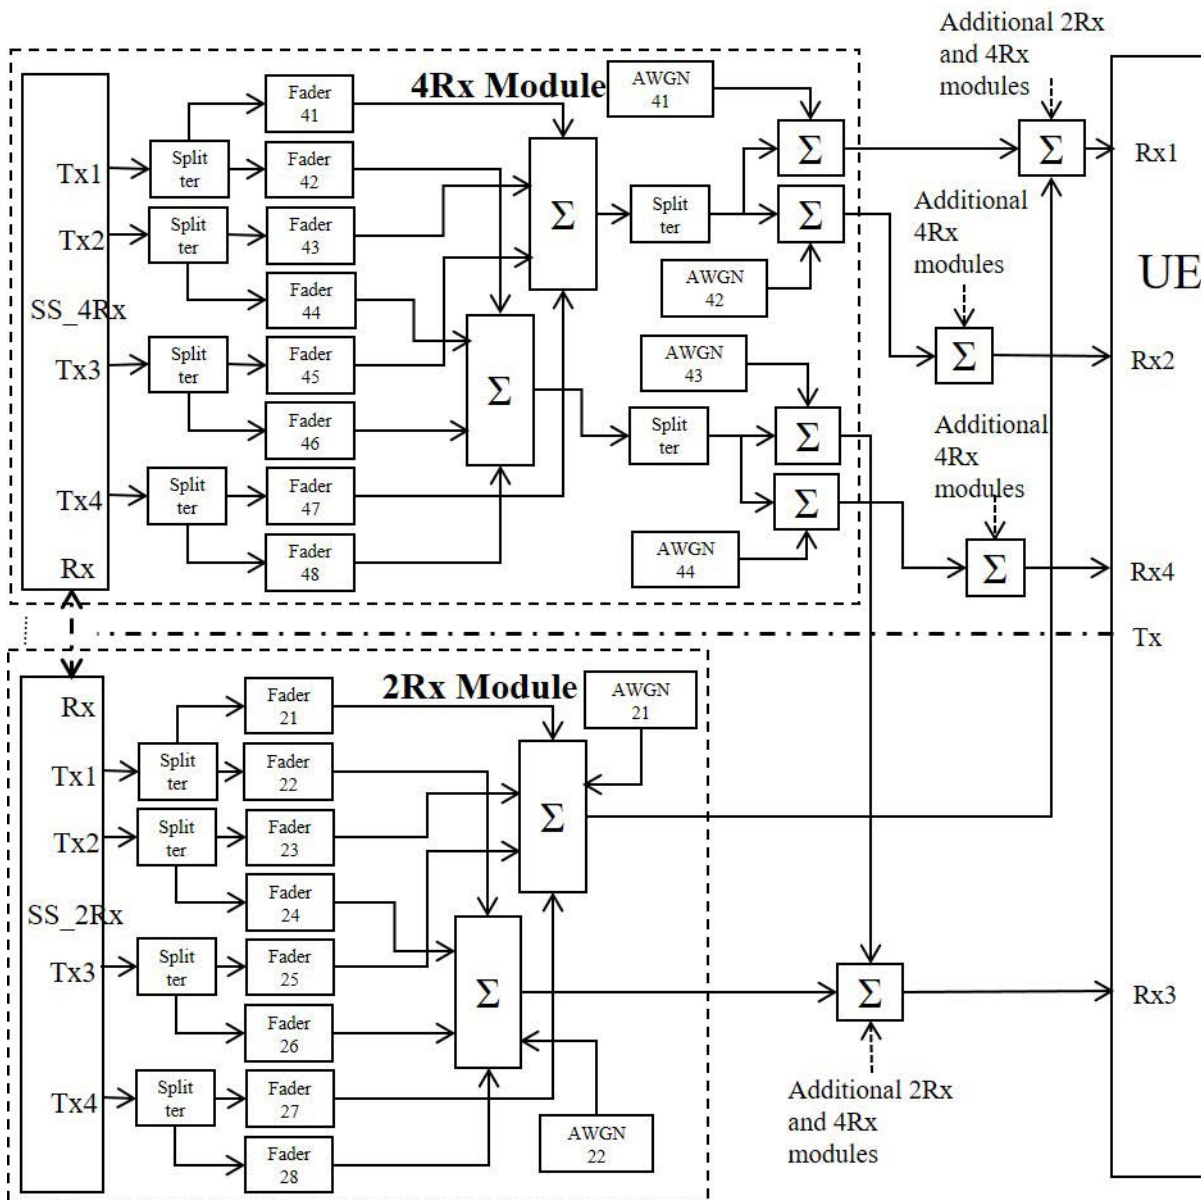 Additional 2Rx
and 4Rx
modules
4Rx Module
Fader
41
AWGN
41
Σ
Σ
Rx1
Tx1
Split
ter
Fader
42
Σ
Split
ter
Σ
Additional
4Rx
modules
Tx2
Split
ter
Fader
43
AWGN
42
UE
SS_4Rx
Fader
44
Tx3
Split
ter
Fader
45
Σ
AWGN
43
Σ
Rx2
Fader
46
Split
ter
Σ
Additional
4Rx
modules
Tx4
Split
ter
Fader
47
Σ
Rx
Fader
48
AWGN
44
Σ
Rx4
Tx
2Rx Module
Rx
Fader
21
AWGN
21
Tx1
Split
ter
Fader
22
Σ
Tx2
Split
ter
Fader
23
SS_2Rx
Fader
24
Tx3
Split
ter
Fader
25
Σ
Σ
Rx3
Fader
26
Tx4
Split
ter
Fader
27
Additional 2Rx
and 4Rx
modules
Fader
28
AWGN
22